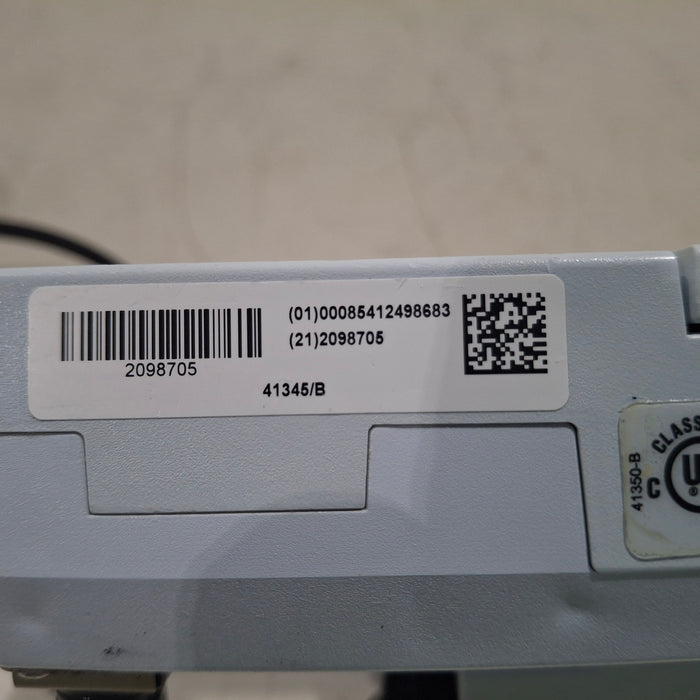 (01)00085412498683
(21)2098705
2098705
41345/B
CLASS
C
U
®
41350-B